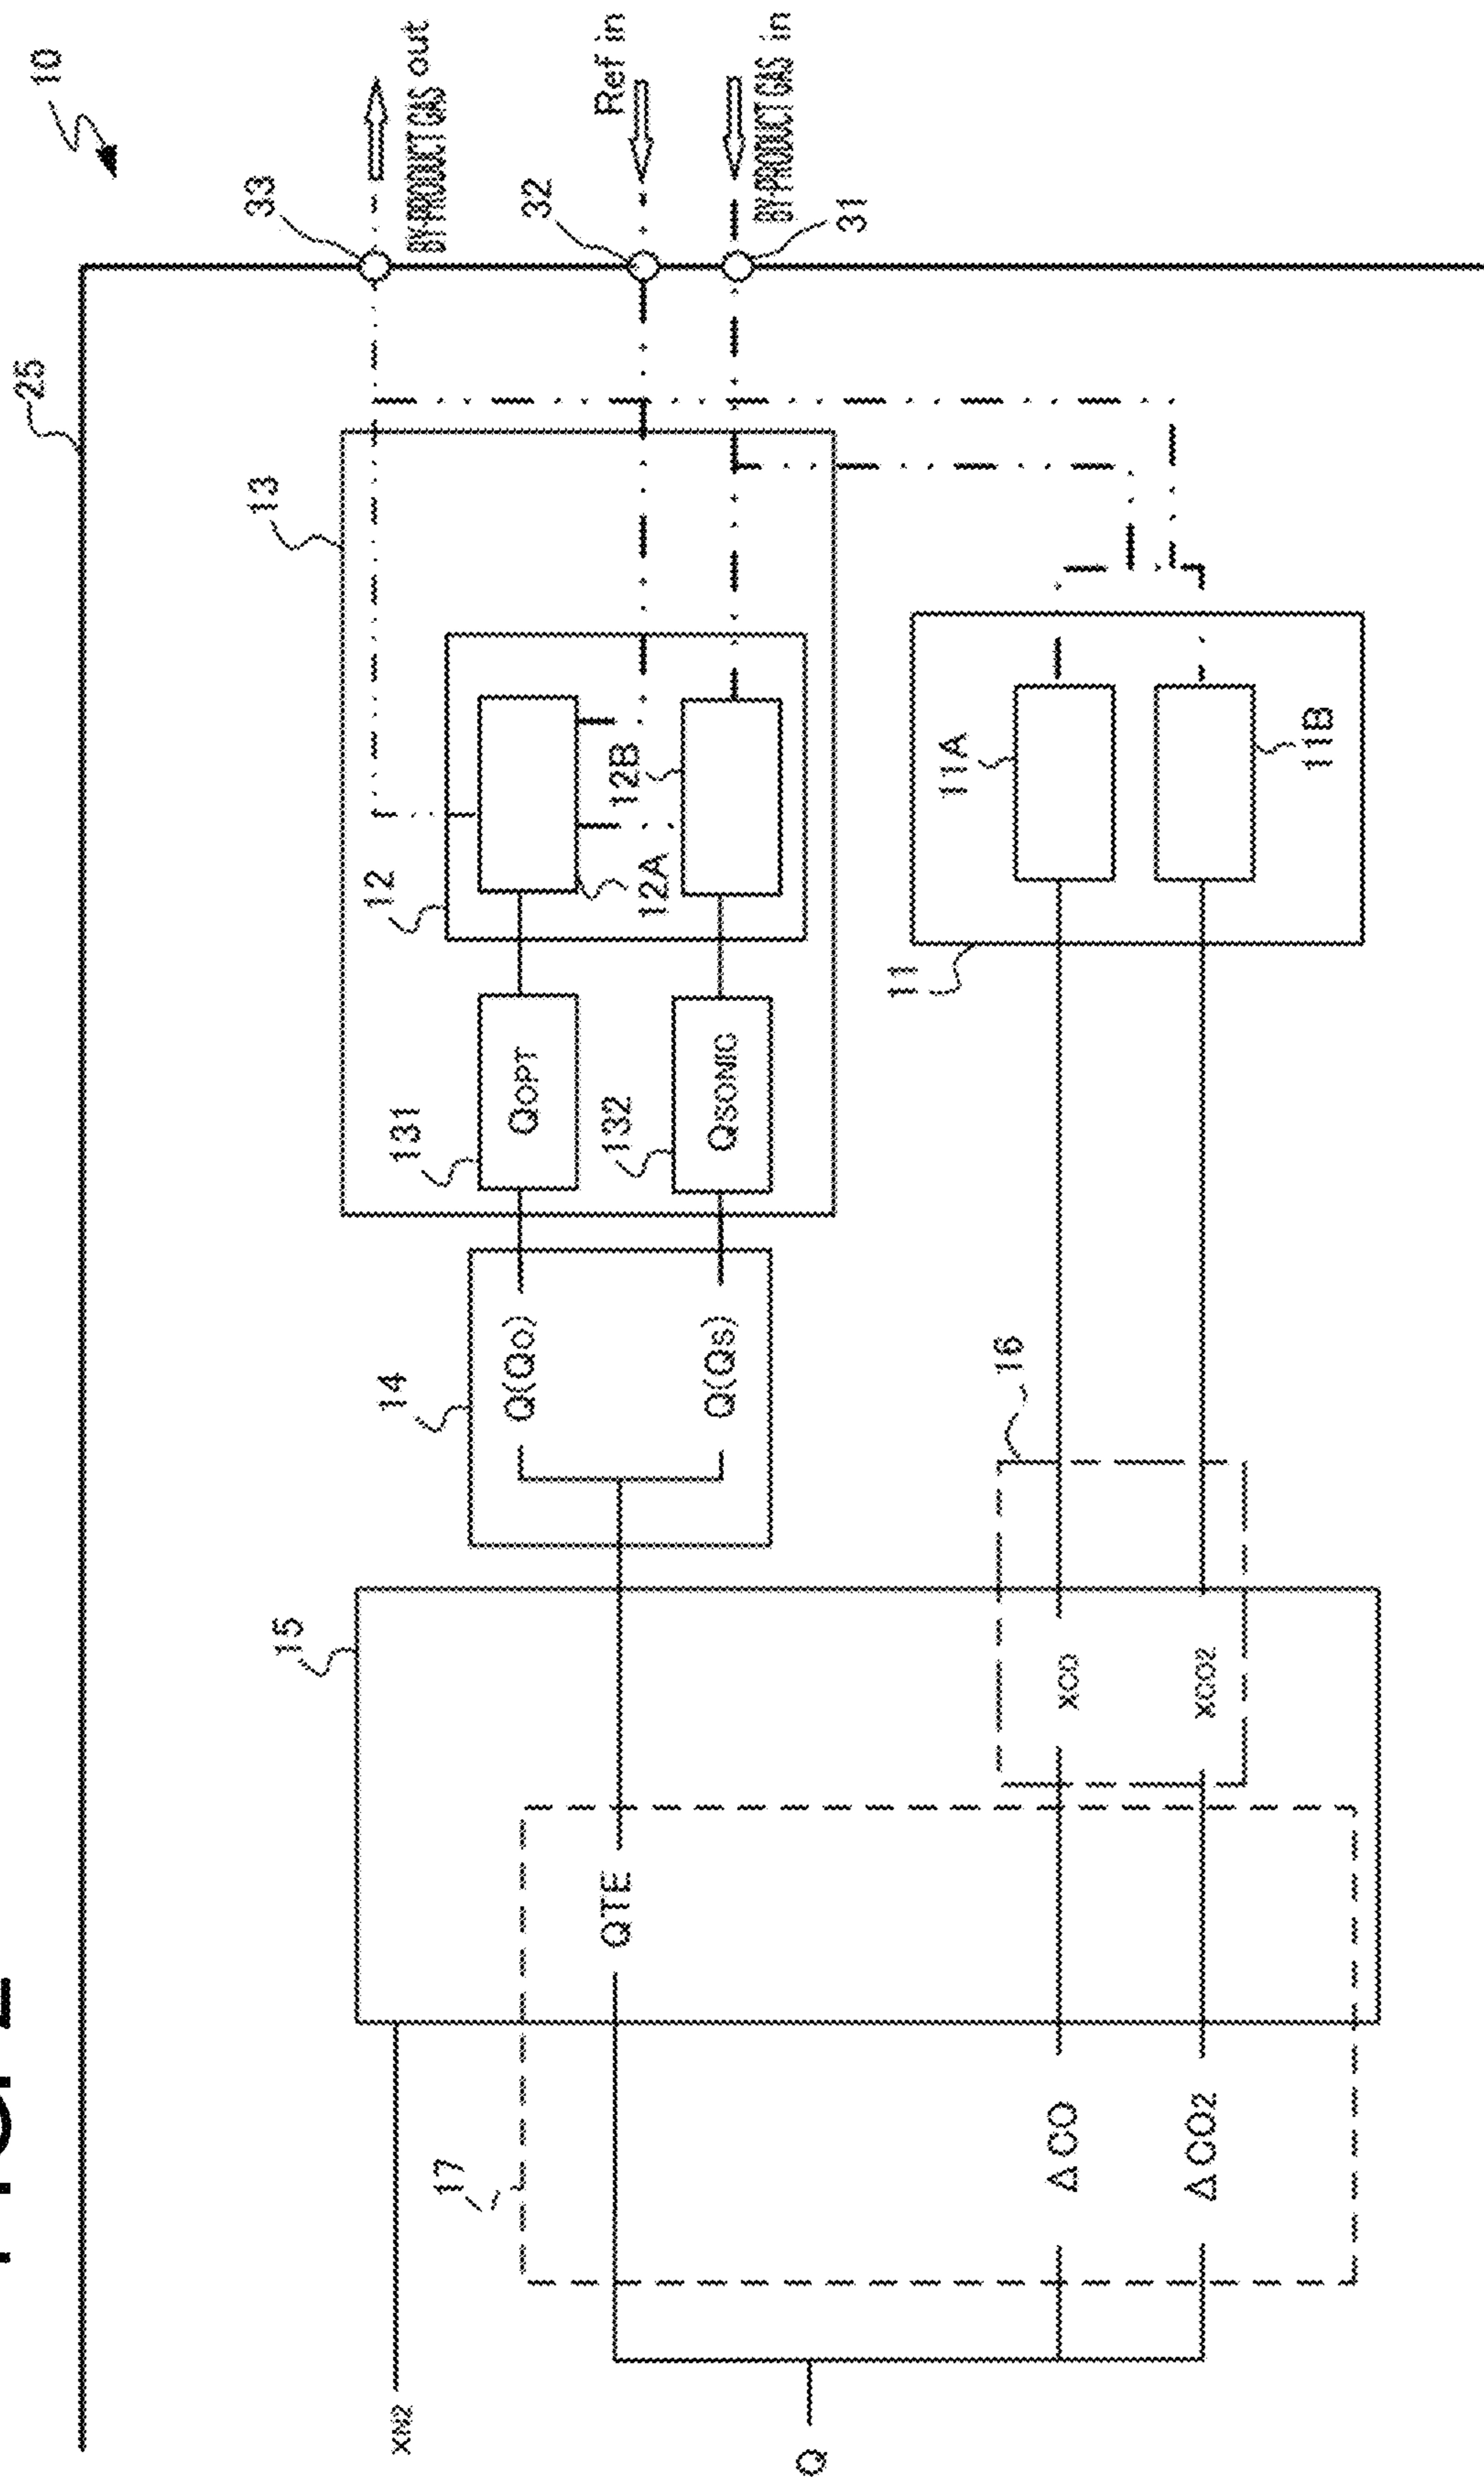 10
25
33
BY-PRODUCT GAS out
32
Ref in
31
BY-PRODUCT GAS in
13
12
12A
12B
131
QOPT
132
QSONIC
14
Q(QO)
Q(QS)
11
11A
11B
15
16
xCO
xCO2
17
QTE
ΔCO
ΔCO2
xN2
Q